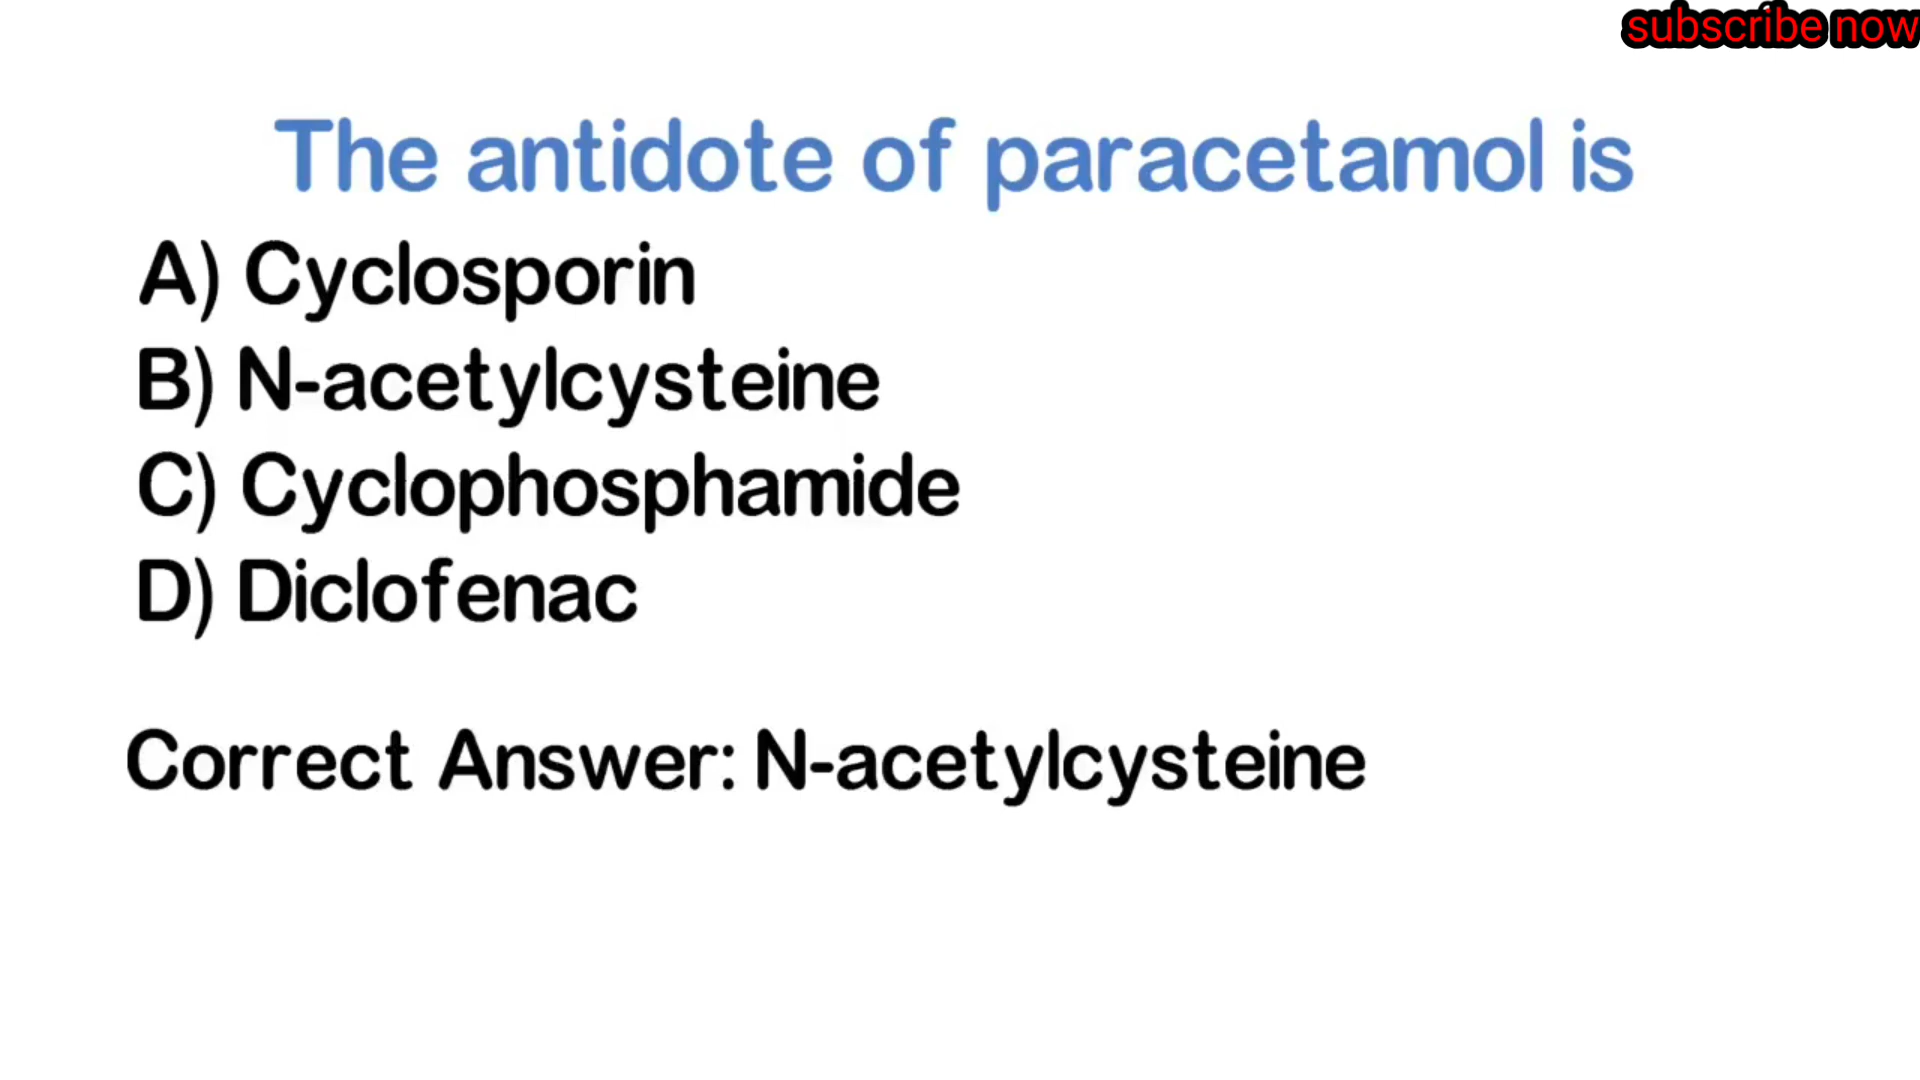 subscribe now
The antidote of paracetamol is
A) Cyclosporin
B) N-acetylcysteine
C) Cyclophosphamide
D) Diclofenac
Correct Answer: N-acetylcysteine